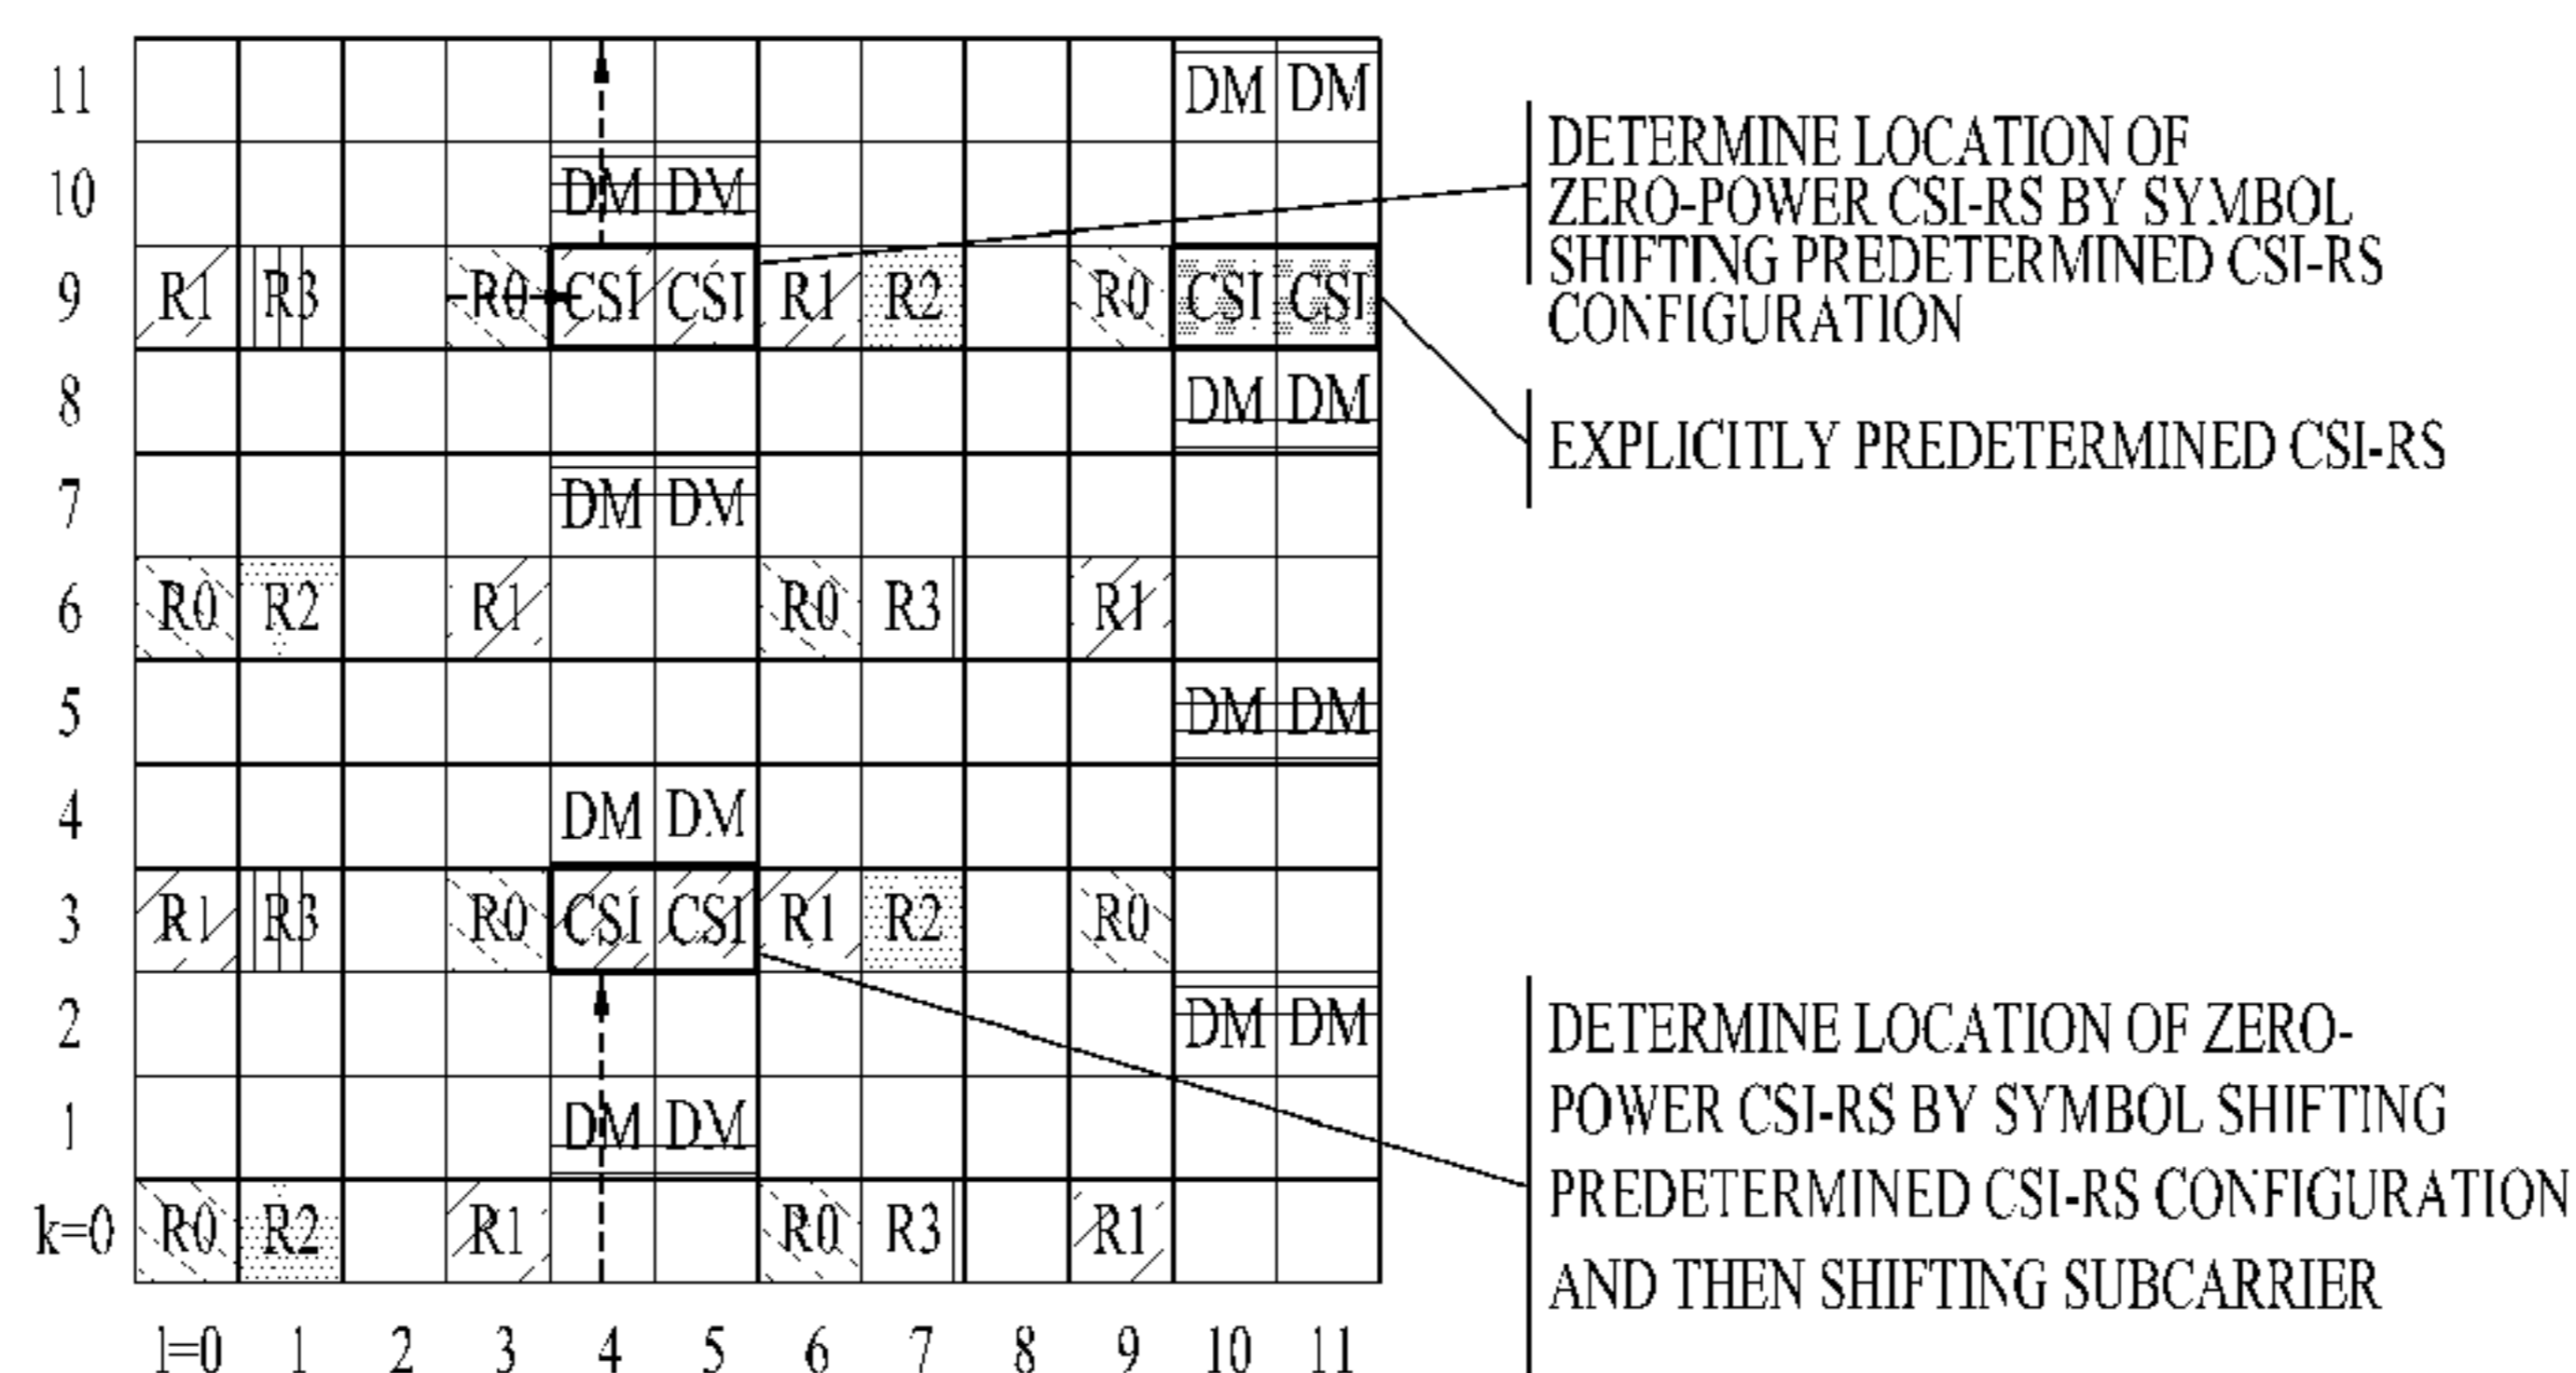 11 DM DM
10 DM DM
9 R1 R3 R0 CSI CSI R1 R2 R0 CSI CSI
8 DM DM
7 DM DM
6 R0 R2 R1 R0 R3 R1
5 DM DM
4 DM DM
3 R1 R3 R0 CSI CSI R1 R2 R0
2 DM DM
1 DM DM
k=0 R0 R2 R1 R0 R3 R1
l=0 1 2 3 4 5 6 7 8 9 10 11
DETERMINE LOCATION OF
ZERO-POWER CSI-RS BY SYMBOL
SHIFTING PREDETERMINED CSI-RS
CONFIGURATION
EXPLICITLY PREDETERMINED CSI-RS
DETERMINE LOCATION OF ZERO-
POWER CSI-RS BY SYMBOL SHIFTING
PREDETERMINED CSI-RS CONFIGURATION
AND THEN SHIFTING SUBCARRIER